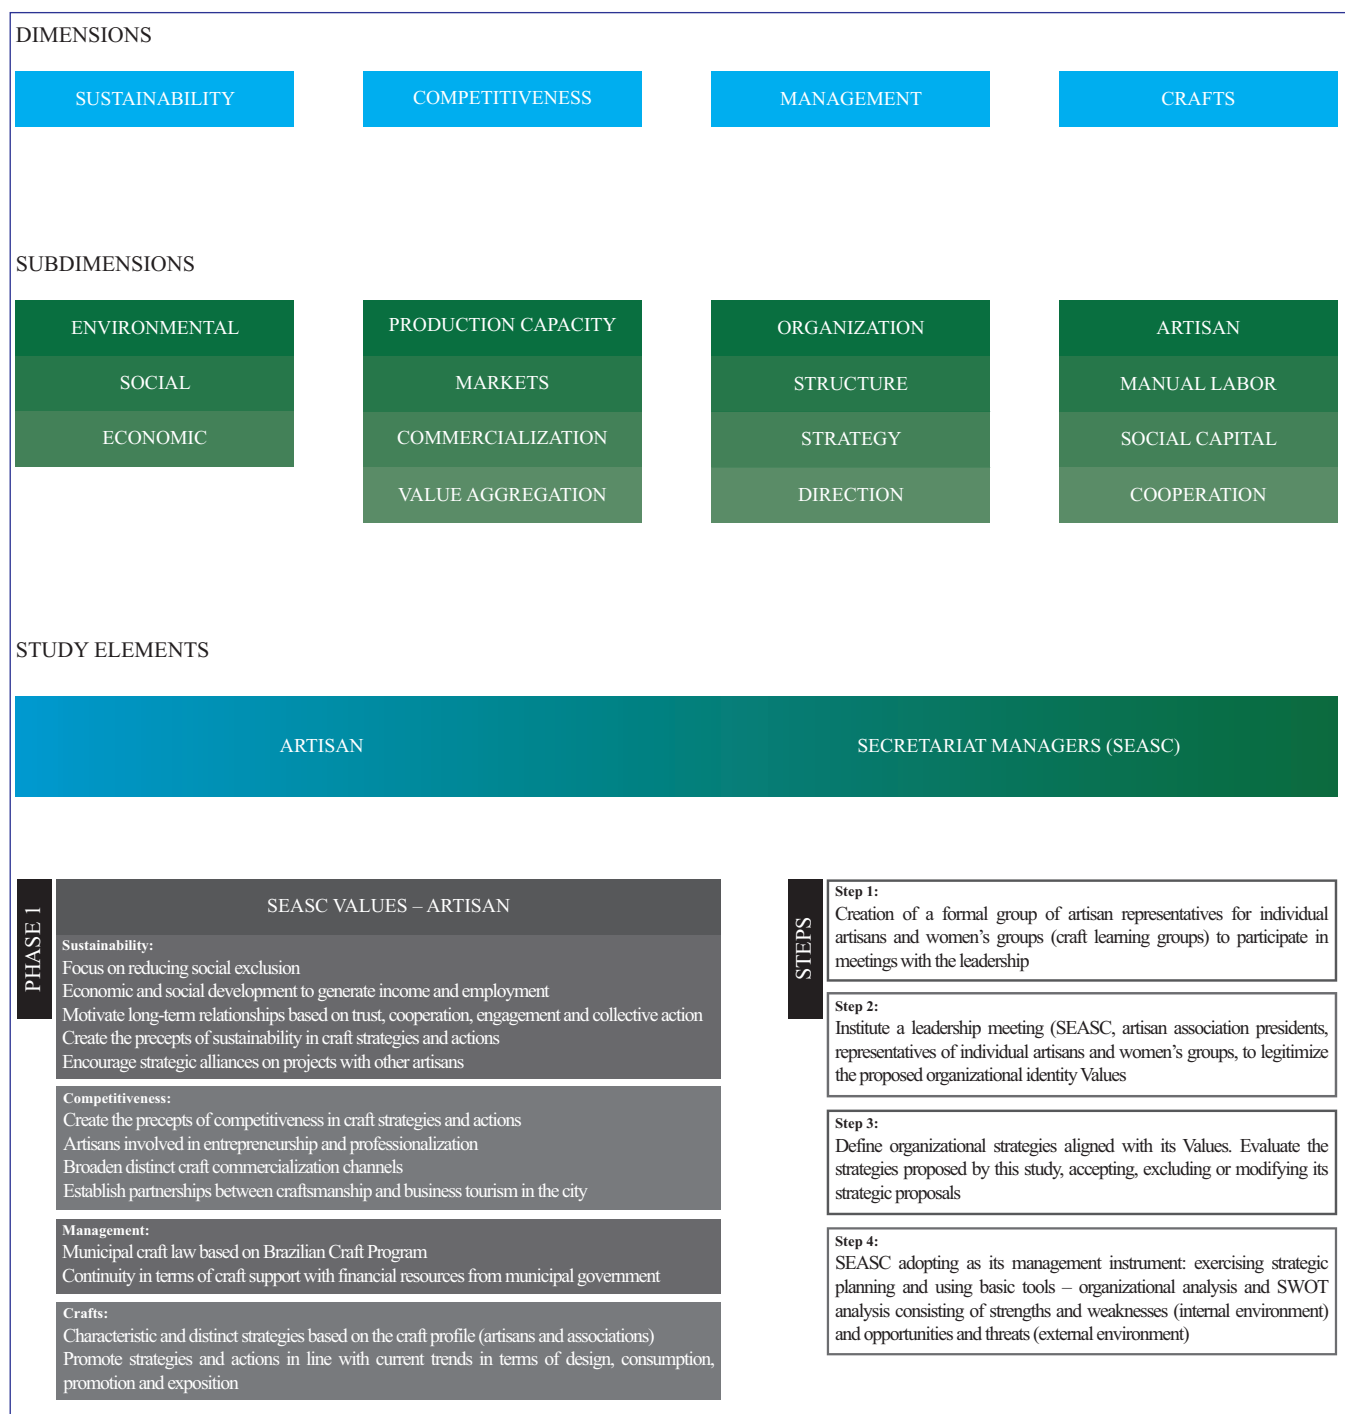 DIMENSIONS
SUSTAINABILITY
COMPETITIVENESS
MANAGEMENT
CRAFTS
SUBDIMENSIONS
ENVIRONMENTAL
SOCIAL
ECONOMIC
PRODUCTION CAPACITY
MARKETS
COMMERCIALIZATION
VALUE AGGREGATION
ORGANIZATION
STRUCTURE
STRATEGY
DIRECTION
ARTISAN
MANUAL LABOR
SOCIAL CAPITAL
COOPERATION
STUDY ELEMENTS
ARTISAN
SECRETARIAT MANAGERS (SEASC)
PHASE 1
SEASC VALUES – ARTISAN
Sustainability:
Focus on reducing social exclusion
Economic and social development to generate income and employment
Motivate long-term relationships based on trust, cooperation, engagement and collective action
Create the precepts of sustainability in craft strategies and actions
Encourage strategic alliances on projects with other artisans
Competitiveness:
Create the precepts of competitiveness in craft strategies and actions
Artisans involved in entrepreneurship and professionalization
Broaden distinct craft commercialization channels
Establish partnerships between craftsmanship and business tourism in the city
Management:
Municipal craft law based on Brazilian Craft Program
Continuity in terms of craft support with financial resources from municipal government
Crafts:
Characteristic and distinct strategies based on the craft profile (artisans and associations)
Promote strategies and actions in line with current trends in terms of design, consumption,
promotion and exposition
STEPS
Step 1:
Creation of a formal group of artisan representatives for individual
artisans and women's groups (craft learning groups) to participate in
meetings with the leadership
Step 2:
Institute a leadership meeting (SEASC, artisan association presidents,
representatives of individual artisans and women's groups, to legitimize
the proposed organizational identity Values
Step 3:
Define organizational strategies aligned with its Values. Evaluate the
strategies proposed by this study, accepting, excluding or modifying its
strategic proposals
Step 4:
SEASC adopting as its management instrument: exercising strategic
planning and using basic tools – organizational analysis and SWOT
analysis consisting of strengths and weaknesses (internal environment)
and opportunities and threats (external environment)